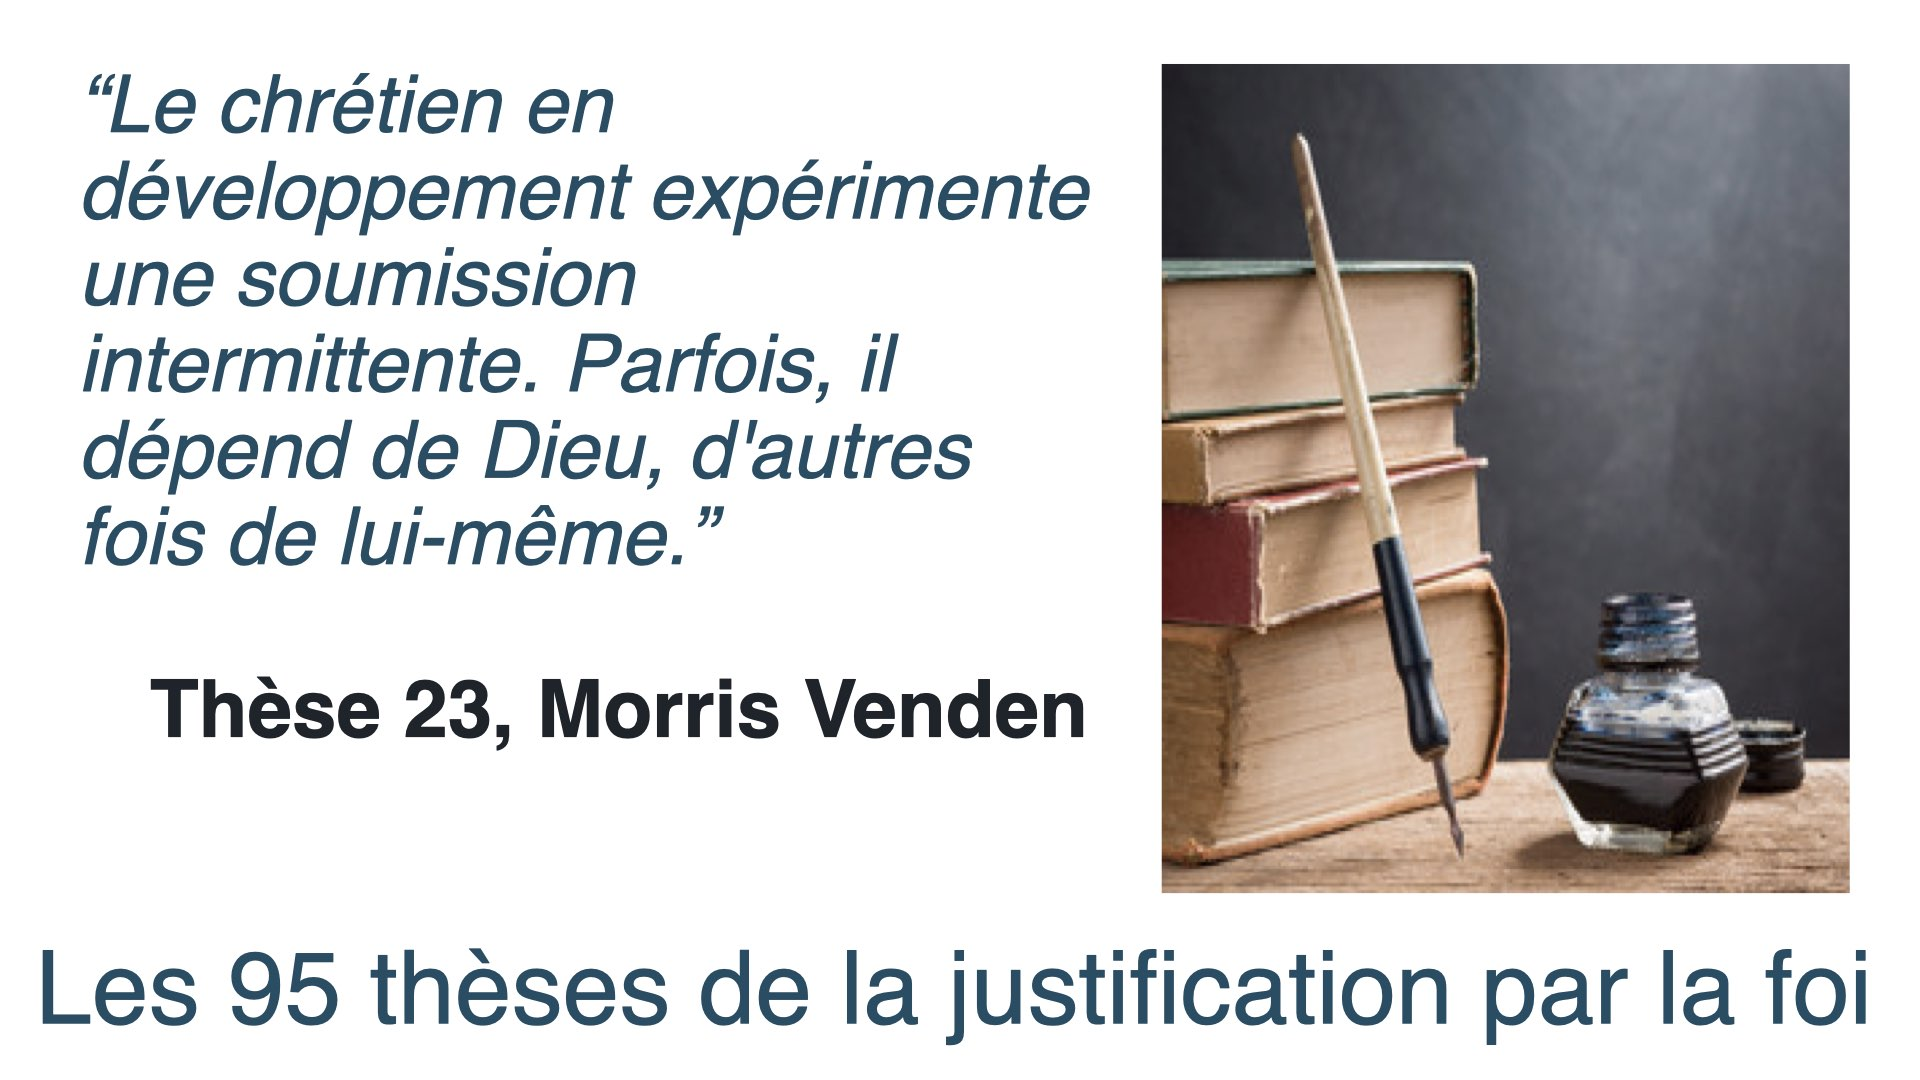 “Le chrétien en
développement expérimente
une soumission
intermittente. Parfois, il
dépend de Dieu, d'autres
fois de lui-même.”
Thèse 23, Morris Venden
Les 95 thèses de la justification par la foi